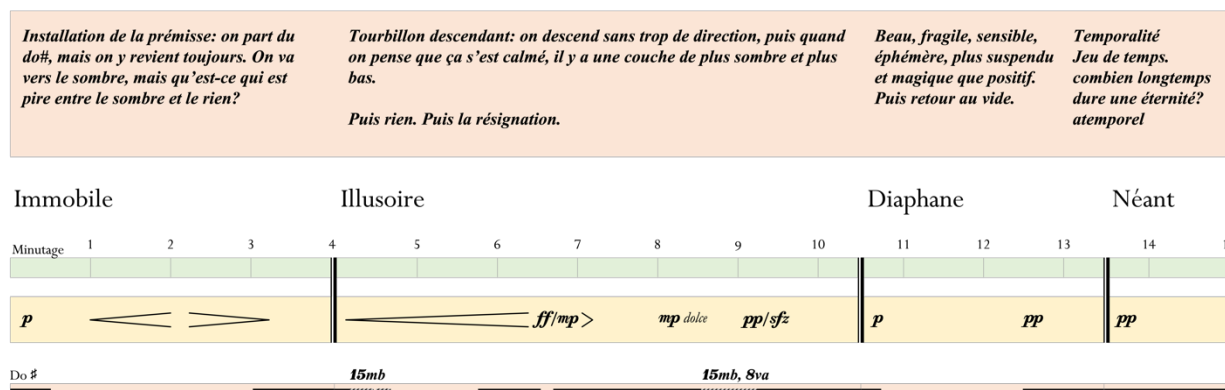 Installation de la prémisse: on part du
do#, mais on y revient toujours. On va
vers le sombre, mais qu'est-ce qui est
pire entre le sombre et le rien?
Tourbillon descendant: on descend sans trop de direction, puis quand
on pense que ça s'est calmé, il y a une couche de plus sombre et plus
bas.
Puis rien. Puis la résignation.
Beau, fragile, sensible,
éphémère, plus suspendu
et magique que positif.
Puis retour au vide.
Temporalité
Jeu de temps.
combien longtemps
dure une éternité?
atemporel
Immobile
Illusoire
Diaphane
Néant
Minutage 1 2 3 4 5 6 7 8 9 10 11 12 13 14
p ff/mp mp dolce pp/sfz p pp pp
Do ♯ 15mb 15mb, 8va